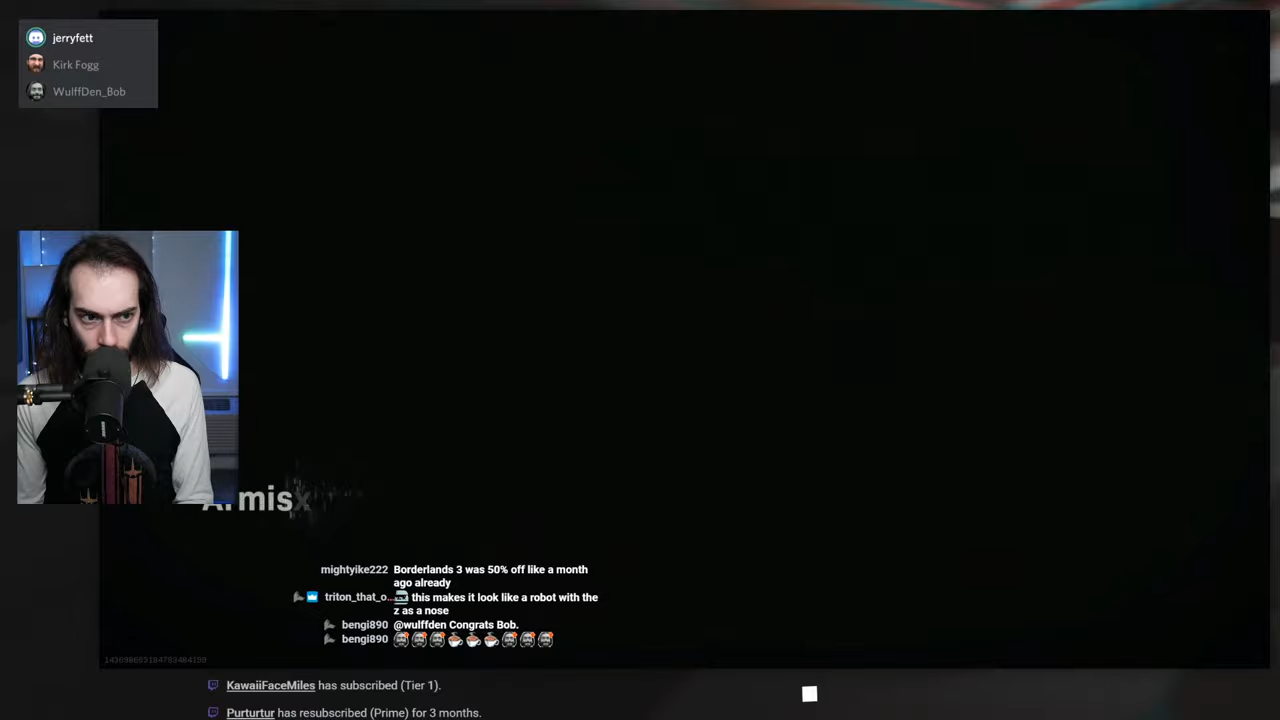 jerryfett
Kirk Fogg
WulffDen_Bob
mightyike222 Borderlands 3 was 50% off like a month
ago already
triton_that_o... this makes it look like a robot with the
z as a nose
bengi890 @wulffden Congrats Bob.
bengi890
KawaiiFaceMiles has subscribed (Tier 1).
Purturtur has resubscribed (Prime) for 3 months.